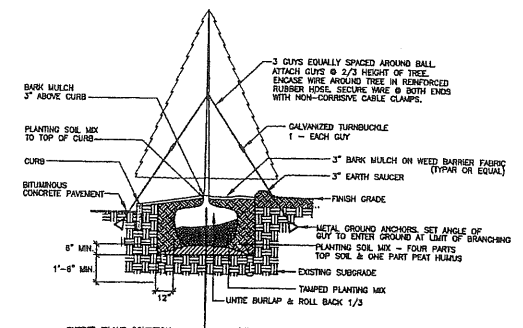 3 GUYS EQUALLY SPACED AROUND BALL.
ATTACH GUYS @ 2/3 HEIGHT OF TREE.
ENCASE WIRE AROUND TREE IN REINFORCED
RUBBER HOSE. SECURE WIRE @ BOTH ENDS
WITH NON-CORRISIVE CABLE CLAMPS.
BARK MULCH
3" ABOVE CURB
GALVANIZED TURNBUCKLE
1 - EACH GUY
PLANTING SOIL MIX
TO TOP OF CURB
3" BARK MULCH ON WEED BARRIER FABRIC
(TYPAR OR EQUAL)
CURB
3" EARTH SAUCER
BITUMINOUS
CONCRETE PAVEMENT
FINISH GRADE
METAL GROUND ANCHORS. SET ANGLE OF
GUY TO ENTER GROUND AT LIMIT OF BRANCHING
6" MIN.
PLANTING SOIL MIX - FOUR PARTS
TOP SOIL & ONE PART PEAT HUMUS
1'-6" MIN.
EXISTING SUBGRADE
TAMPED PLANTING MIX
12"
UNTIE BURLAP & ROLL BACK 1/3